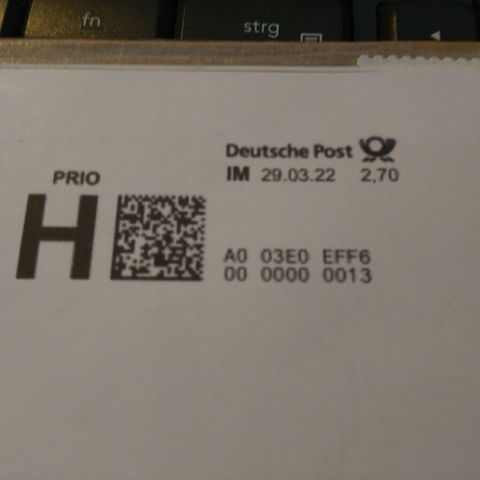 fn
strg
Deutsche Post
PRIO
IM 29.03.22 2,70
H
A0 03E0 EFF6
00 0000 0013